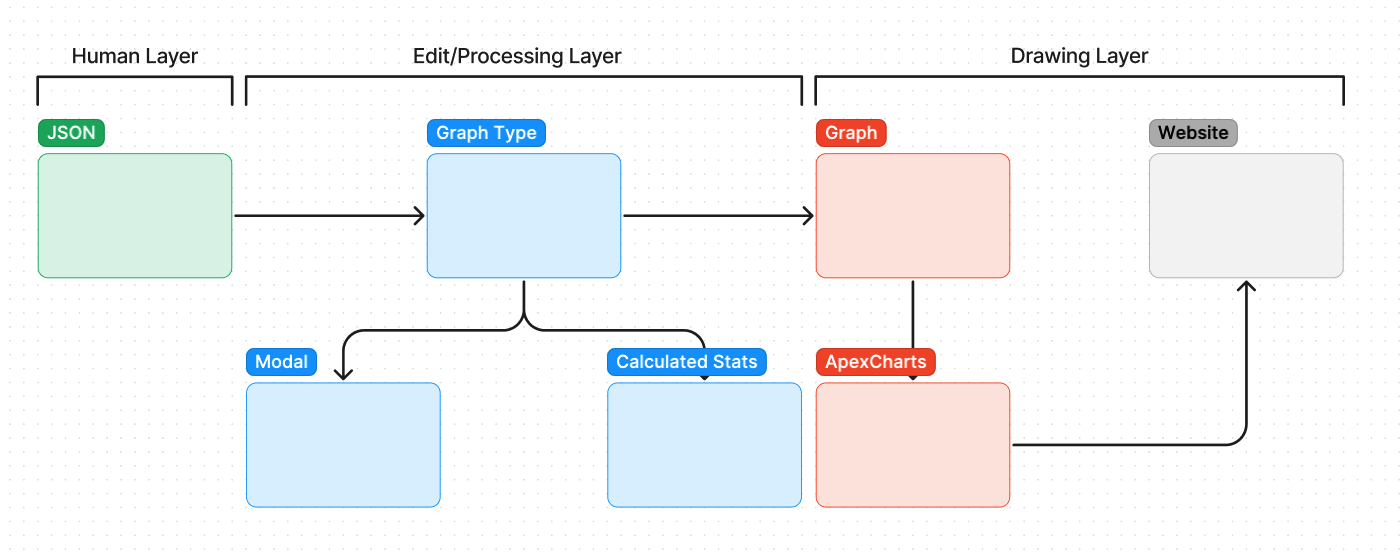 Human Layer
Edit/Processing Layer
Drawing Layer
JSON
Graph Type
Graph
Website
Modal
Calculated Stats
ApexCharts